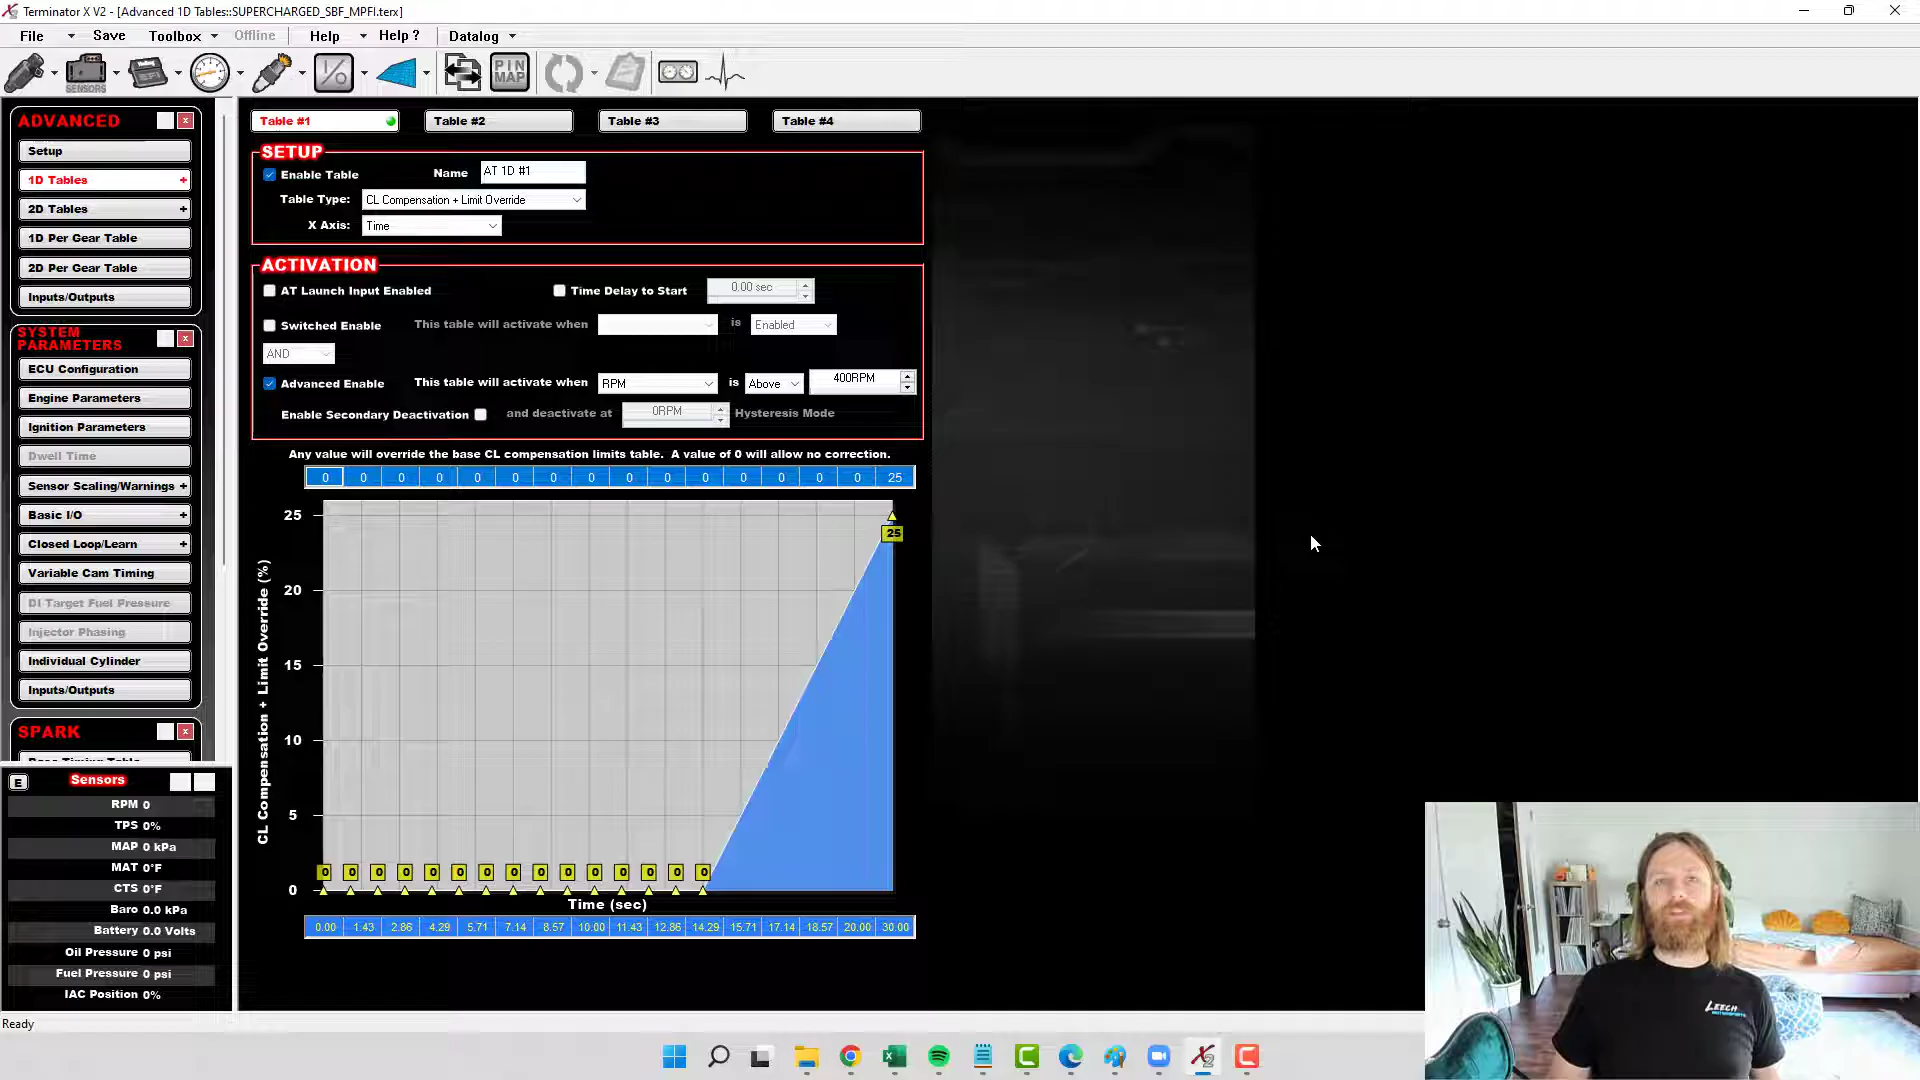 Terminator X V2 - [Advanced 1D Tables::SUPERCHARGED_SBF_MPFI.terx]
File Save Toolbox Offline Help Help ? Datalog
SENSORS EFI I/O PIN MAP
ADVANCED
Setup
1D Tables +
2D Tables +
1D Per Gear Table
2D Per Gear Table
Inputs/Outputs
SYSTEM
PARAMETERS
ECU Configuration
Engine Parameters
Ignition Parameters
Dwell Time
Sensor Scaling/Warnings +
Basic I/O +
Closed Loop/Learn +
Variable Cam Timing
DI Target Fuel Pressure
Injector Phasing
Individual Cylinder
Inputs/Outputs
SPARK
Base Timing Table
E Sensors
RPM 0
TPS 0%
MAP 0 kPa
MAT 0°F
CTS 0°F
Baro 0.0 kPa
Battery 0.0 Volts
Oil Pressure 0 psi
Fuel Pressure 0 psi
IAC Position 0%
Ready
Table #1 Table #2 Table #3 Table #4
SETUP
Enable Table Name AT 1D #1
Table Type: CL Compensation + Limit Override
X Axis: Time
ACTIVATION
AT Launch Input Enabled Time Delay to Start 0.00 sec
Switched Enable This table will activate when is Enabled
AND
Advanced Enable This table will activate when RPM is Above 400RPM
Enable Secondary Deactivation and deactivate at 0RPM Hysteresis Mode
Any value will override the base CL compensation limits table. A value of 0 will allow no correction.
0 0 0 0 0 0 0 0 0 0 0 0 0 0 0 25
CL Compensation + Limit Override (%)
25
25
20
15
10
5
0 0 0 0 0 0 0 0 0 0 0 0 0 0 0
0
Time (sec)
0.00 1.43 2.86 4.29 5.71 7.14 8.57 10.00 11.43 12.86 14.29 15.71 17.14 18.57 20.00 30.00
LEECH